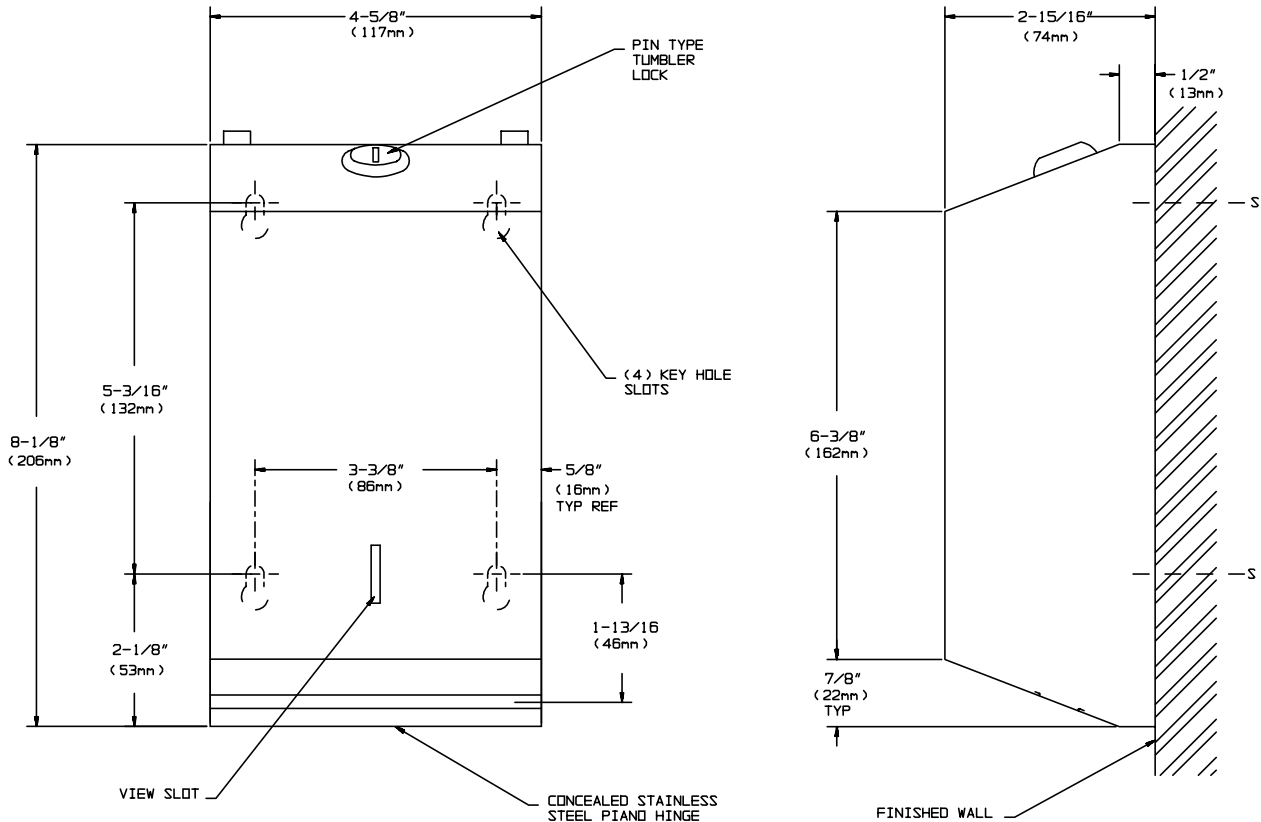 4-5/8"
(117mm)
PIN TYPE
TUMBLER
LOCK
2-15/16"
(74mm)
1/2"
(13mm)
S
5-3/16"
(132mm)
8-1/8"
(206mm)
(4) KEY HOLE
SLOTS
3-3/8"
(86mm)
5/8"
(16mm)
TYP REF
6-3/8"
(162mm)
S
2-1/8"
(53mm)
1-13/16
(46mm)
7/8"
(22mm)
TYP
VIEW SLOT
CONCEALED STAINLESS
STEEL PIANO HINGE
FINISHED WALL